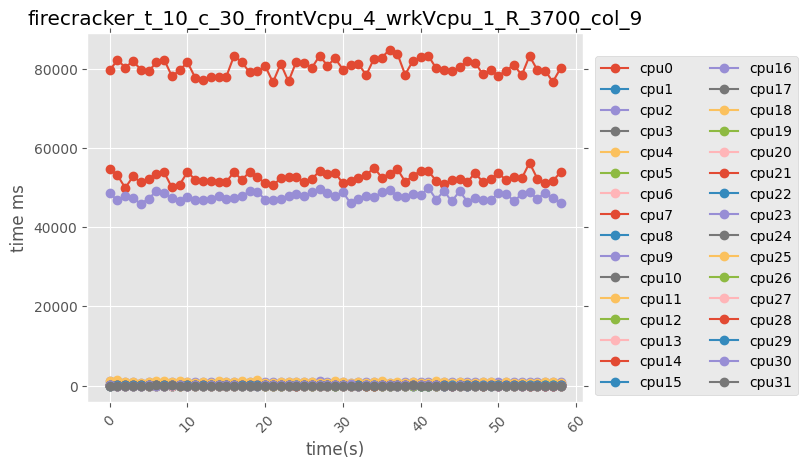 firecracker_t_10_c_30_frontVcpu_4_wrkVcpu_1_R_3700_col_9
80000
60000
40000
20000
0
time ms
0
10
20
30
40
50
60
time(s)
cpu0
cpu1
cpu2
cpu3
cpu4
cpu5
cpu6
cpu7
cpu8
cpu9
cpu10
cpu11
cpu12
cpu13
cpu14
cpu15
cpu16
cpu17
cpu18
cpu19
cpu20
cpu21
cpu22
cpu23
cpu24
cpu25
cpu26
cpu27
cpu28
cpu29
cpu30
cpu31